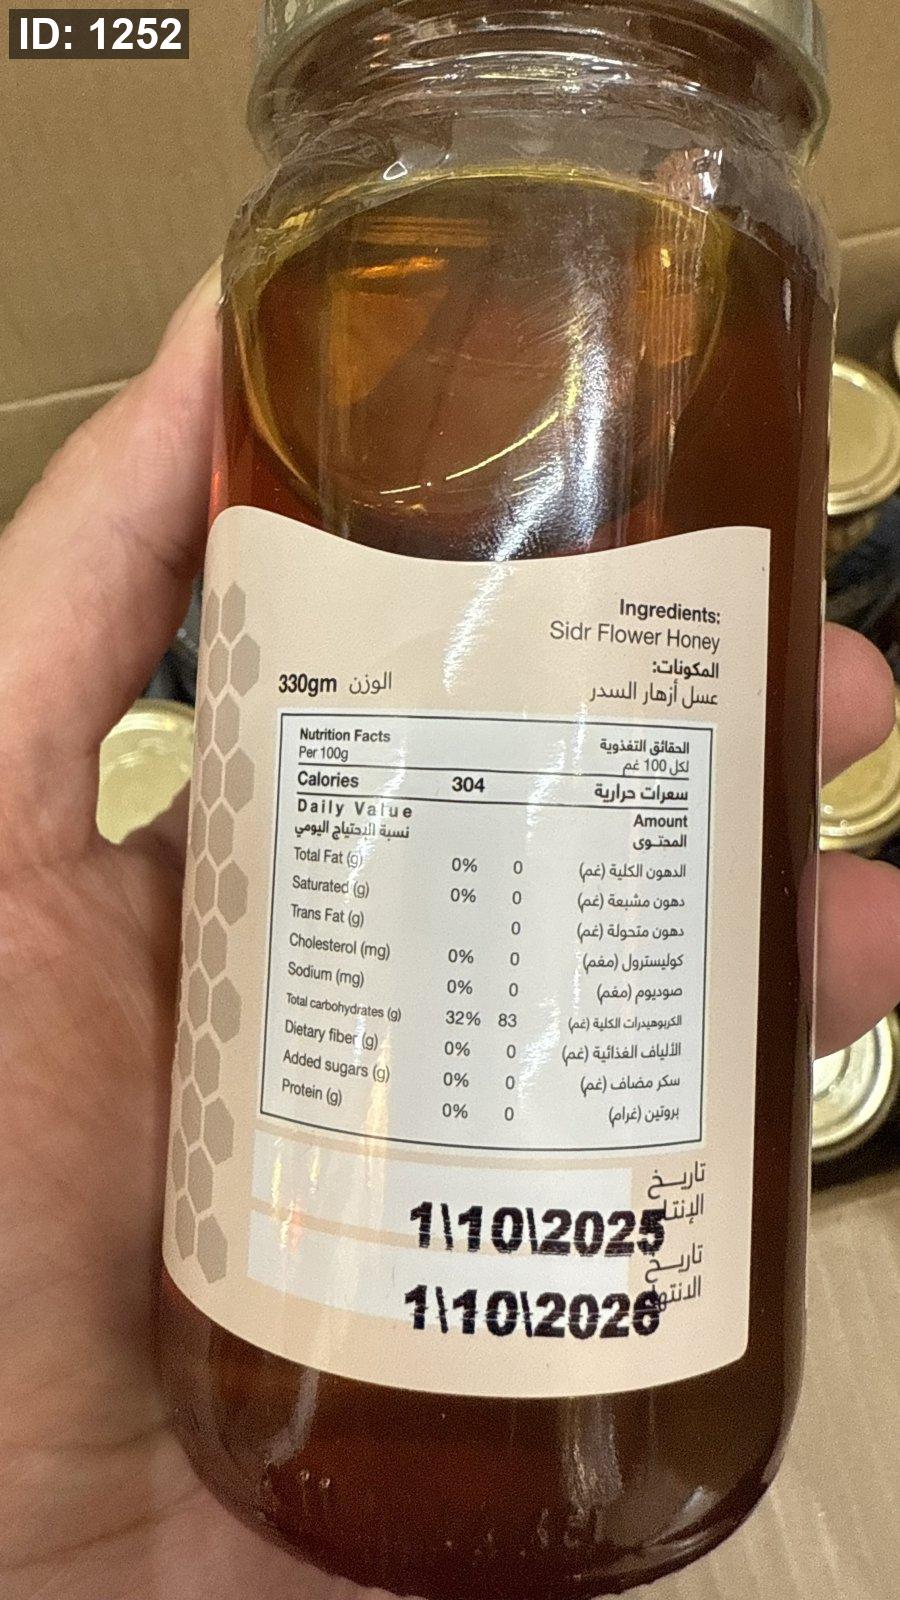 ID: 1252
Ingredients:
Sidr Flower Honey
المكونات:
عسل أزهار السدر
330gm الوزن
Nutrition Facts الحقائق التغذوية
Per 100g لكل 100 غم
Calories 304 سعرات حرارية
Daily Value Amount
نسبة الاحتياج اليومي المحتوى
Total Fat (g) 0% 0 الدهون الكلية (غم)
Saturated (g) 0% 0 دهون مشبعة (غم)
Trans Fat (g) 0 دهون متحولة (غم)
Cholesterol (mg) 0% 0 كوليسترول (مغم)
Sodium (mg) 0% 0 صوديوم (مغم)
Total carbohydrates (g) 32% 83 الكربوهيدرات الكلية (غم)
Dietary fiber (g) 0% 0 الألياف الغذائية (غم)
Added sugars (g) 0% 0 سكر مضاف (غم)
Protein (g) 0% 0 بروتين (غرام)
تاريخ
1\10\2025
تاريخ
1\10\2026